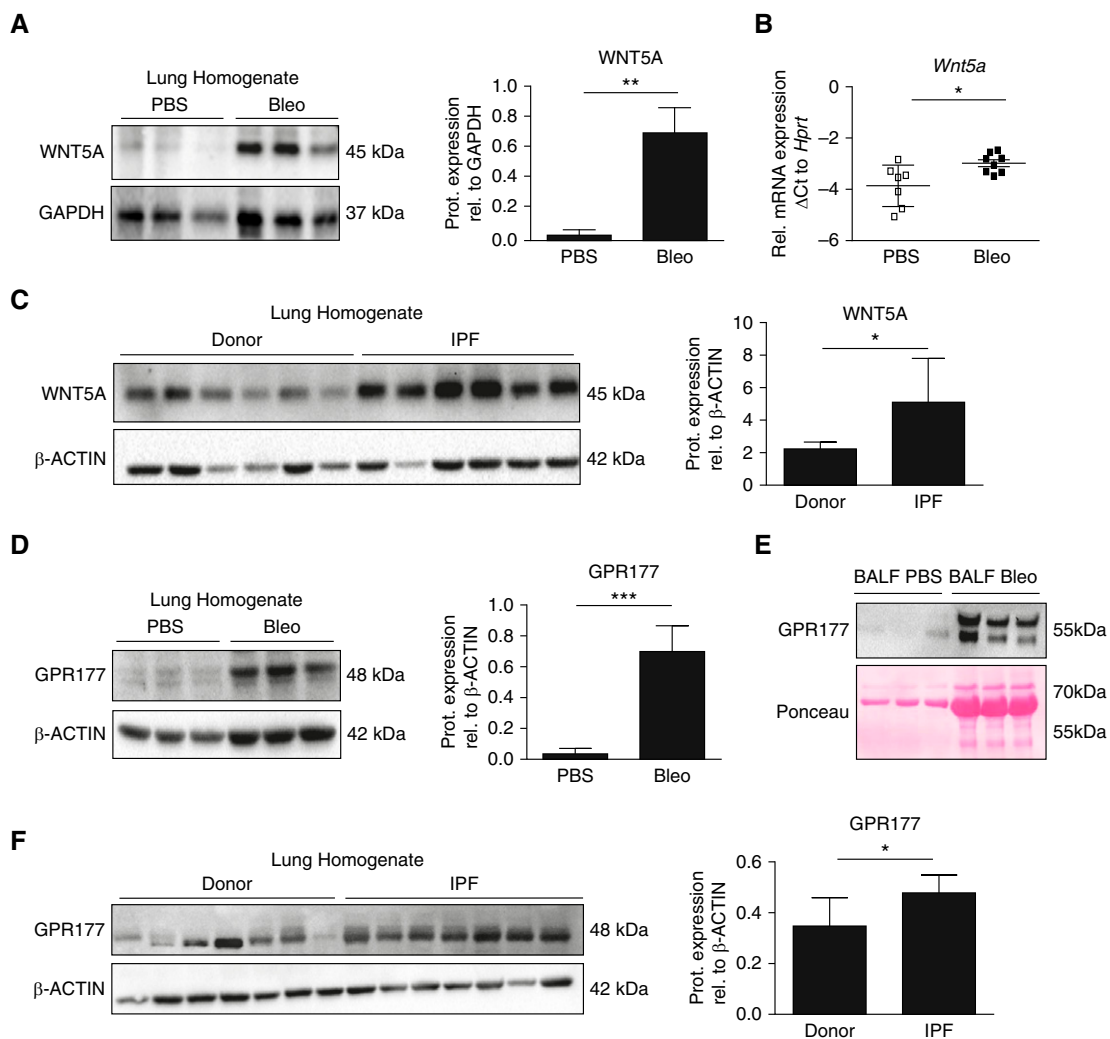 A
Lung Homogenate
PBS
Bleo
WNT5A
45 kDa
GAPDH
37 kDa
WNT5A
**
Prot. expression
rel. to GAPDH
1.0
0.8
0.6
0.4
0.2
0.0
PBS
Bleo
B
Wnt5a
*
Rel. mRNA expression
ΔCt to Hprt
0
–2
–4
–6
PBS
Bleo
C
Lung Homogenate
Donor
IPF
WNT5A
45 kDa
β-ACTIN
42 kDa
WNT5A
*
Prot. expression
rel. to β-ACTIN
10
8
6
4
2
0
Donor
IPF
D
Lung Homogenate
PBS
Bleo
GPR177
48 kDa
β-ACTIN
42 kDa
GPR177
***
Prot. expression
rel. to β-ACTIN
1.0
0.8
0.6
0.4
0.2
0.0
PBS
Bleo
E
BALF PBS BALF Bleo
GPR177
55kDa
Ponceau
70kDa
55kDa
F
Lung Homogenate
Donor
IPF
GPR177
48 kDa
β-ACTIN
42 kDa
GPR177
*
Prot. expression
rel. to β-ACTIN
0.6
0.4
0.2
0.0
Donor
IPF